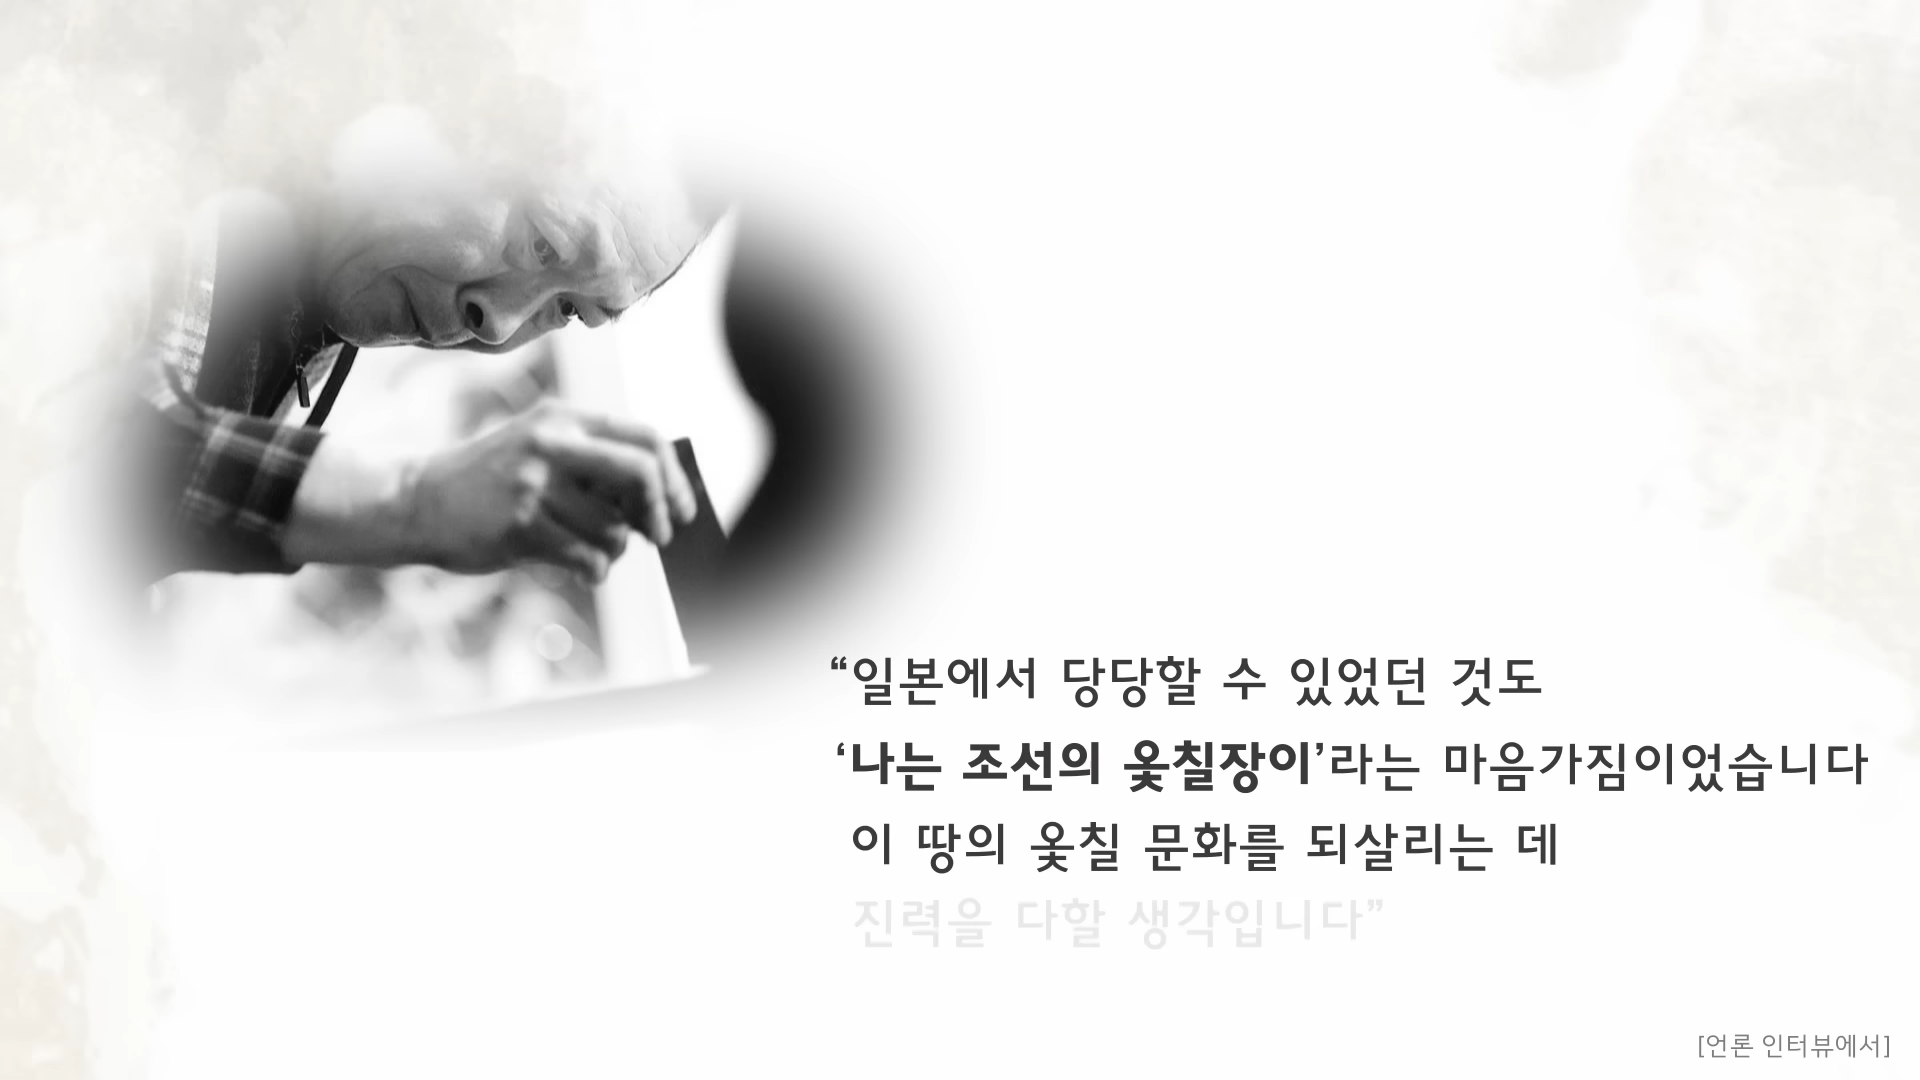 “일본에서 당당할 수 있었던 것도
‘나는 조선의 옻칠장이’라는 마음가짐이었습니다
이 땅의 옻칠 문화를 되살리는 데
진력을 다할 생각입니다”
[언론 인터뷰에서]